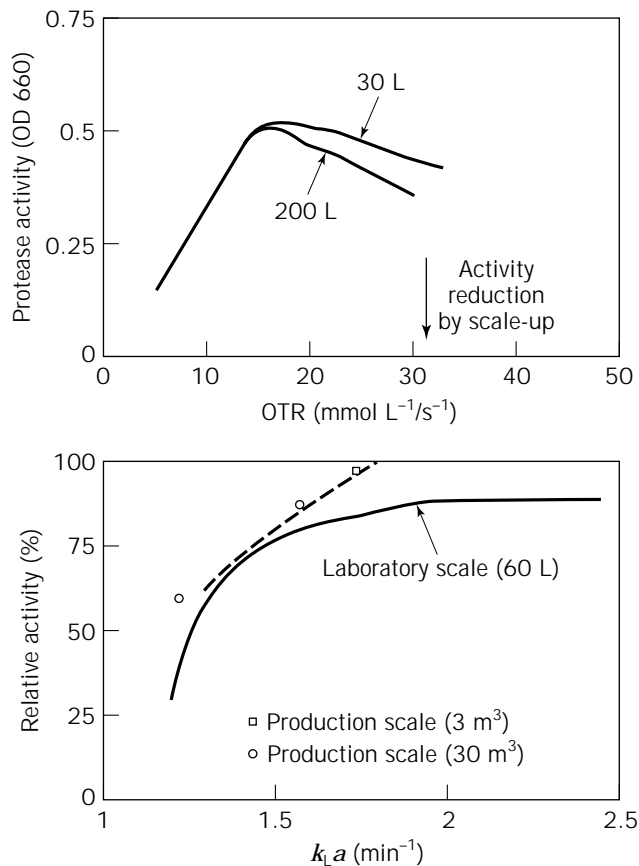 0.75
0.5
0.25
0
Protease activity (OD 660)
30 L
200 L
Activity
reduction
by scale-up
0 10 20 30 40 50
OTR (mmol L⁻¹/s⁻¹)
100
75
50
25
0
Relative activity (%)
Laboratory scale (60 L)
Production scale (3 m³)
Production scale (30 m³)
1 1.5 2 2.5
k_L a (min⁻¹)